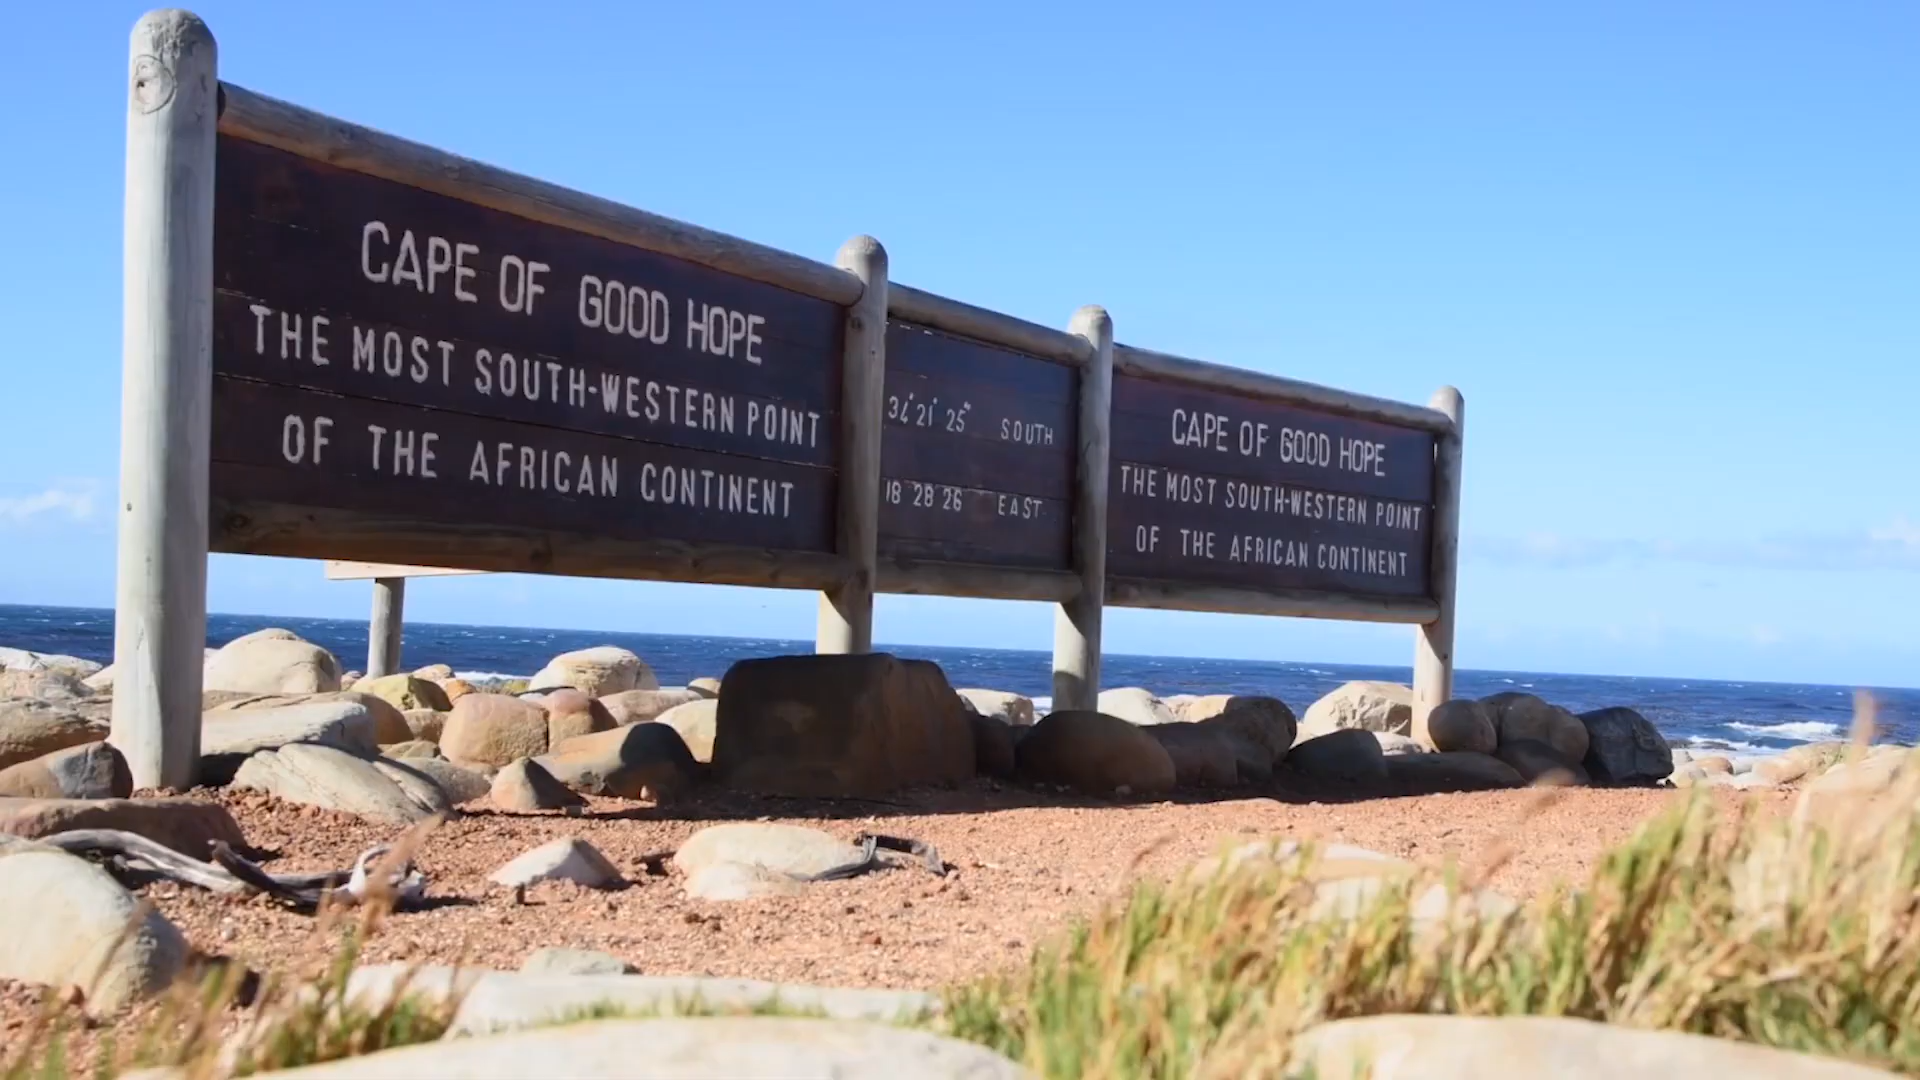 CAPE OF GOOD HOPE
THE MOST SOUTH-WESTERN POINT
OF THE AFRICAN CONTINENT
34° 21' 25" SOUTH
18 28 26 EAST
CAPE OF GOOD HOPE
THE MOST SOUTH-WESTERN POINT
OF THE AFRICAN CONTINENT